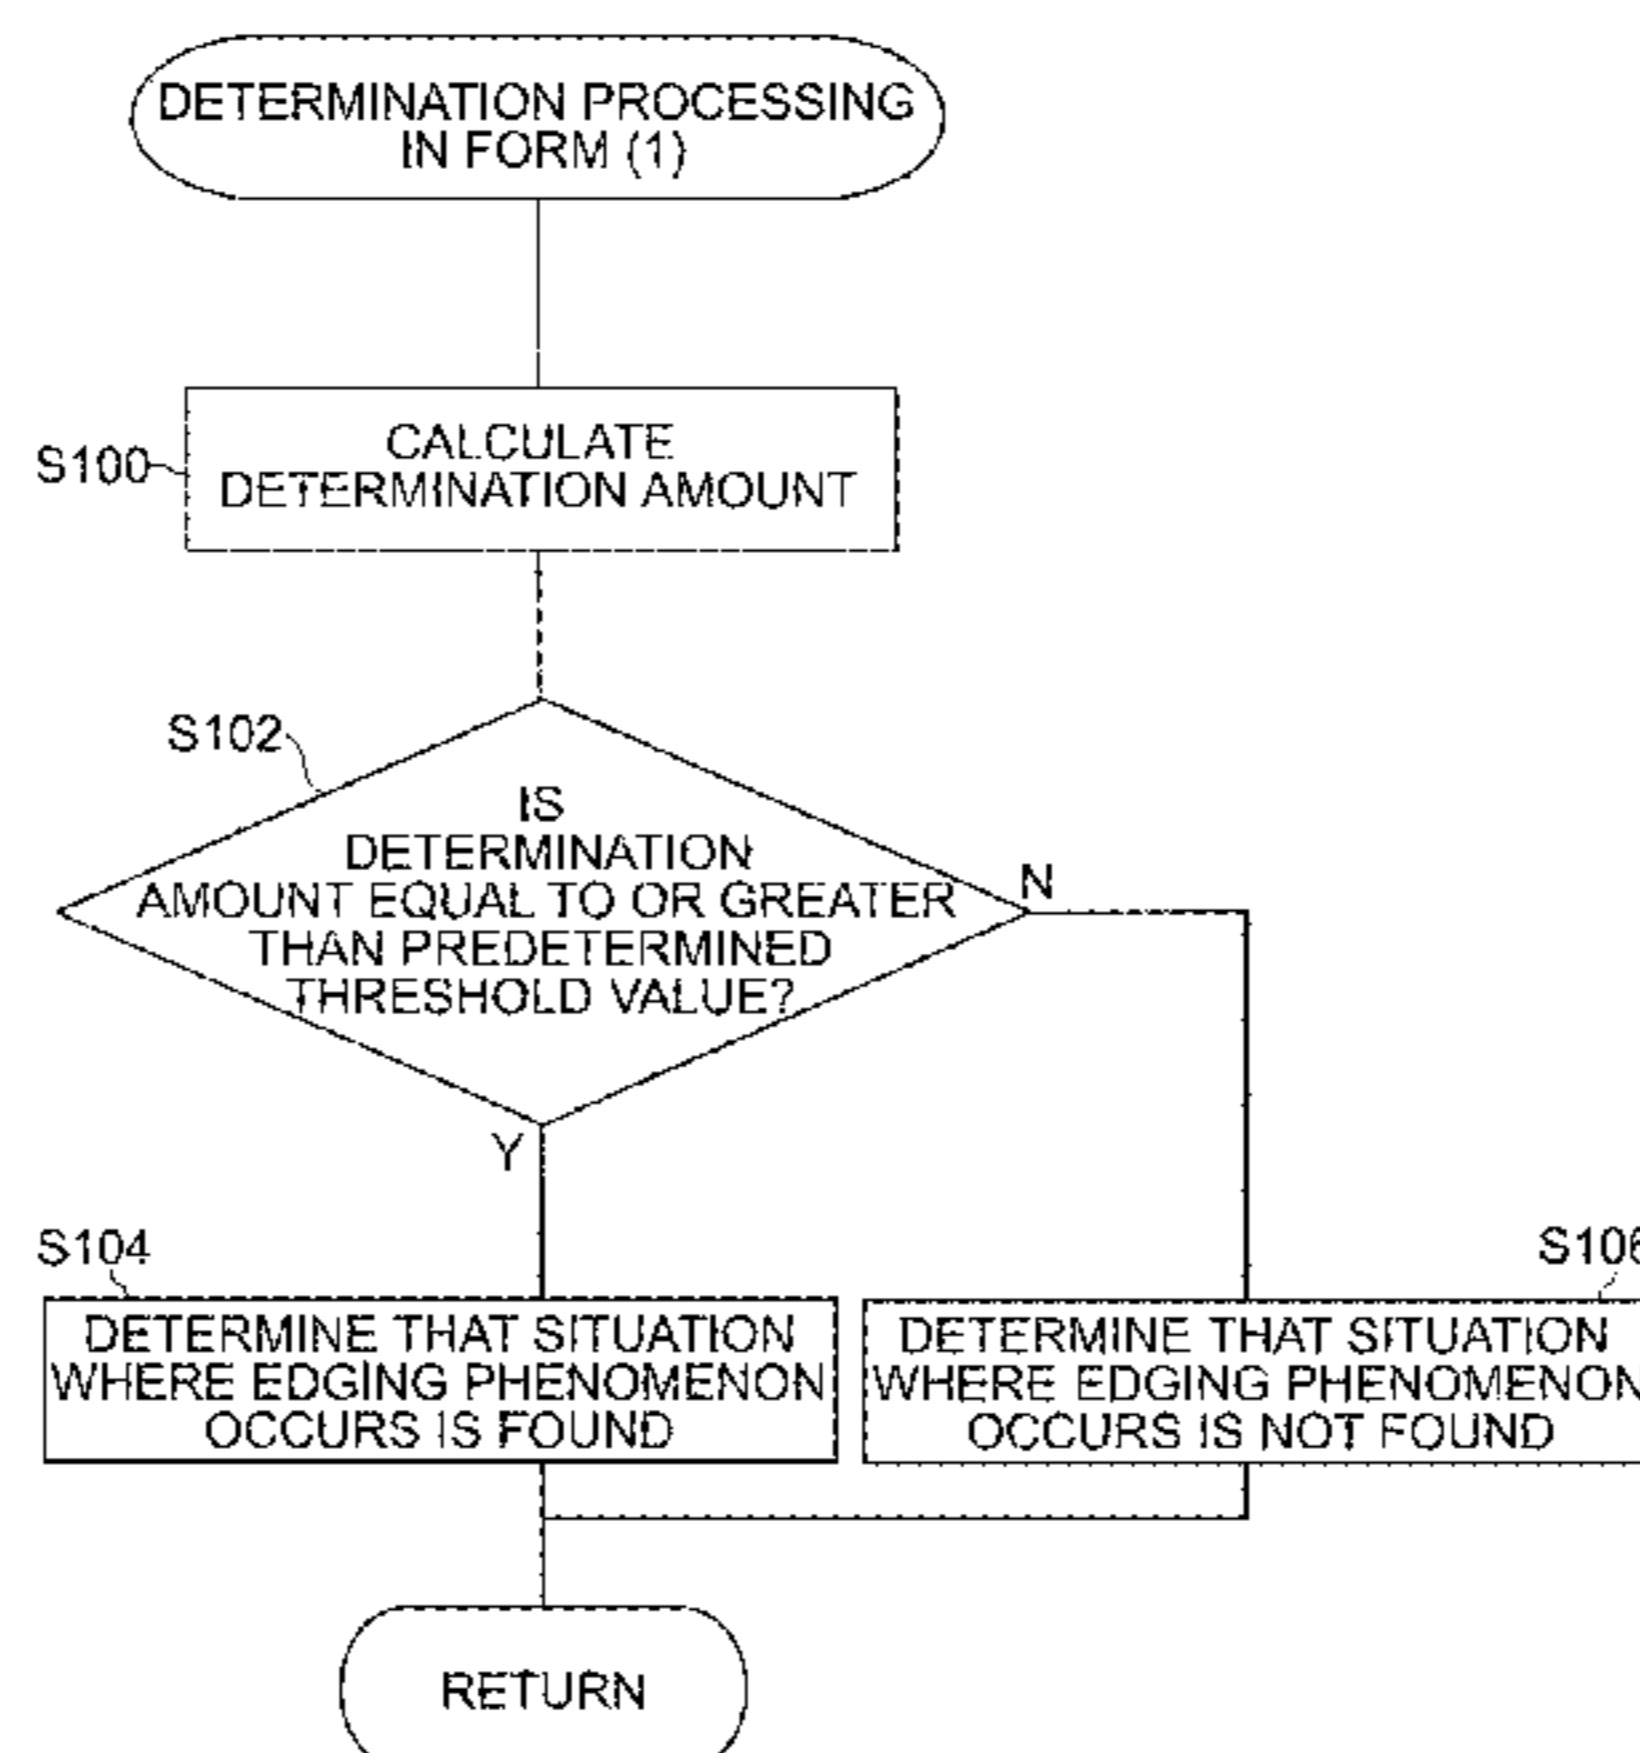 DETERMINATION PROCESSING
IN FORM (1)
S100
CALCULATE
DETERMINATION AMOUNT
S102
IS
DETERMINATION
AMOUNT EQUAL TO OR GREATER
THAN PREDETERMINED
THRESHOLD VALUE?
N
Y
S104
DETERMINE THAT SITUATION
WHERE EDGING PHENOMENON
OCCURS IS FOUND
S106
DETERMINE THAT SITUATION
WHERE EDGING PHENOMENON
OCCURS IS NOT FOUND
RETURN